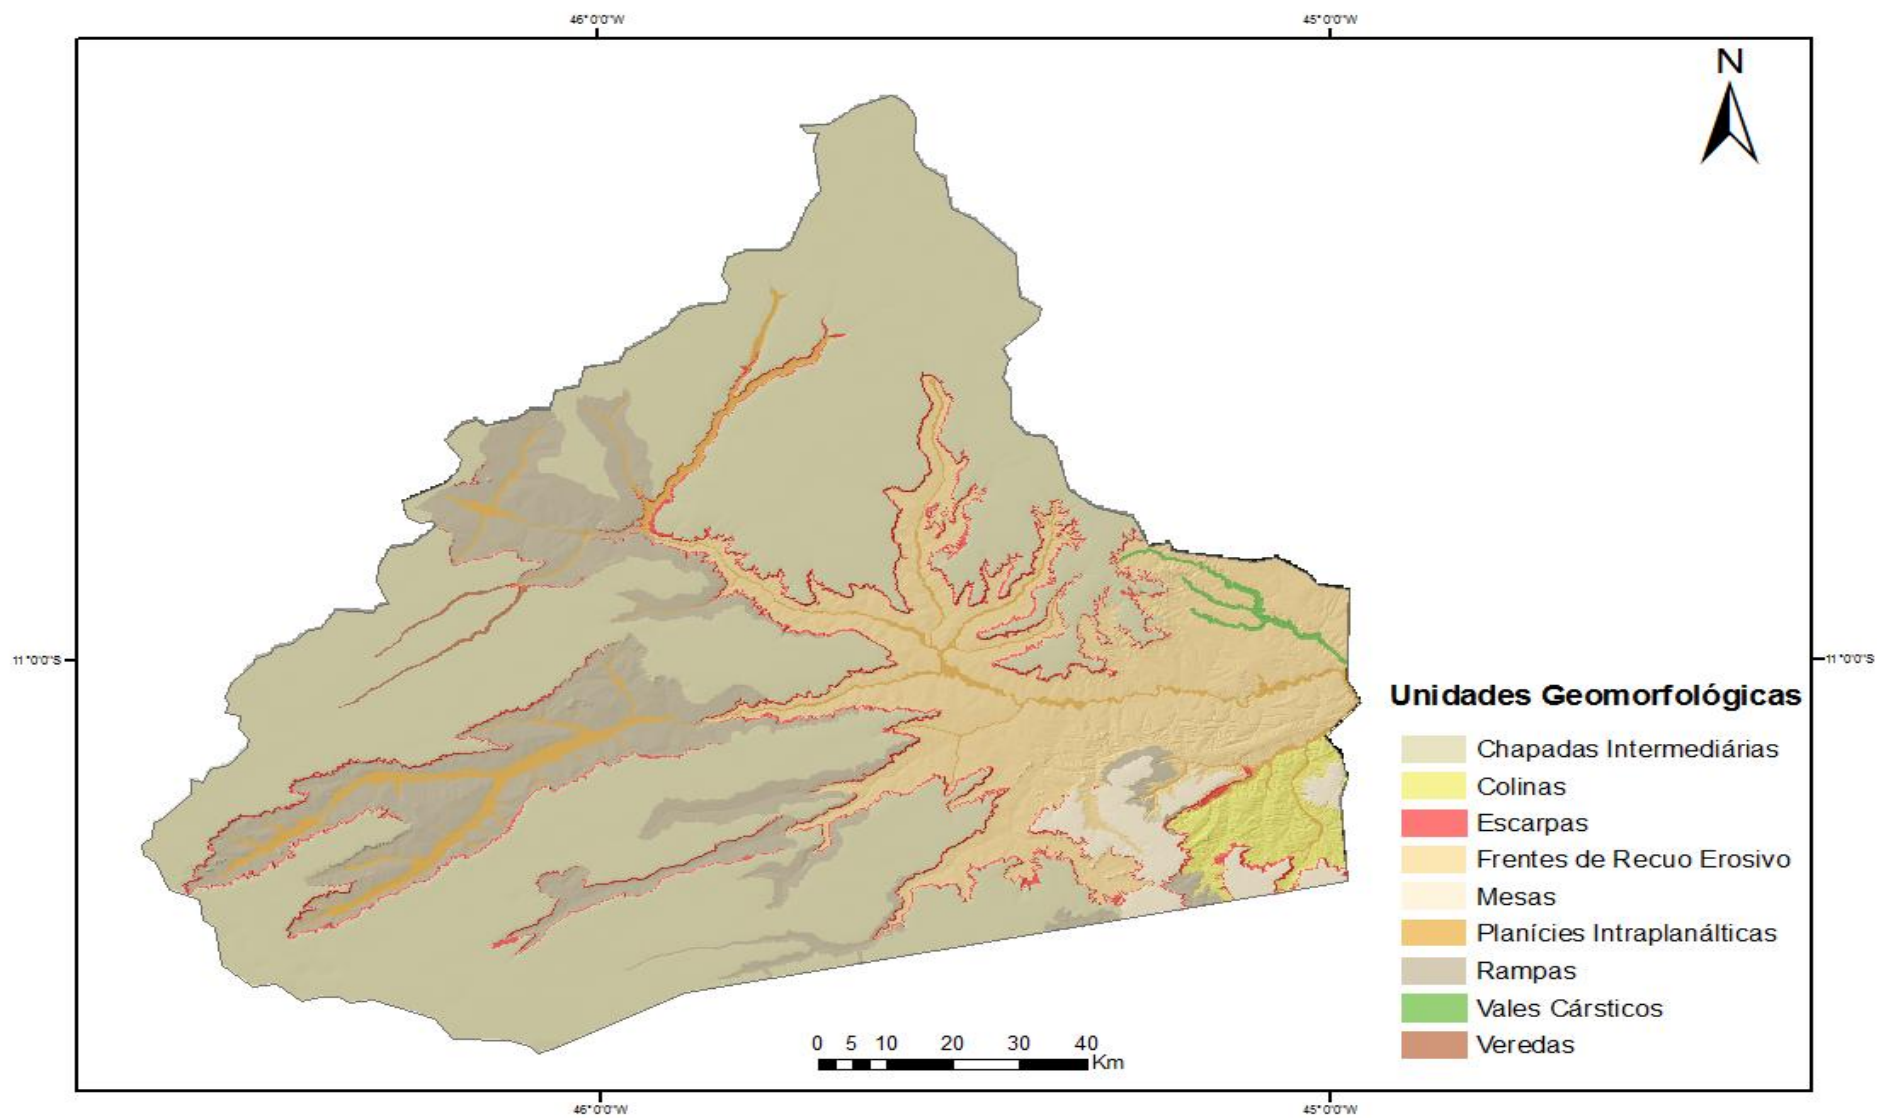 46°0'0"W
45°0'0"W
N
11°0'0"S
11°0'0"S
Unidades Geomorfológicas
Chapadas Intermediárias
Colinas
Escarpas
Frentes de Recuo Erosivo
Mesas
Planícies Intraplanálticas
Rampas
Vales Cársticos
Veredas
0 5 10 20 30 40
Km
46°0'0"W
45°0'0"W